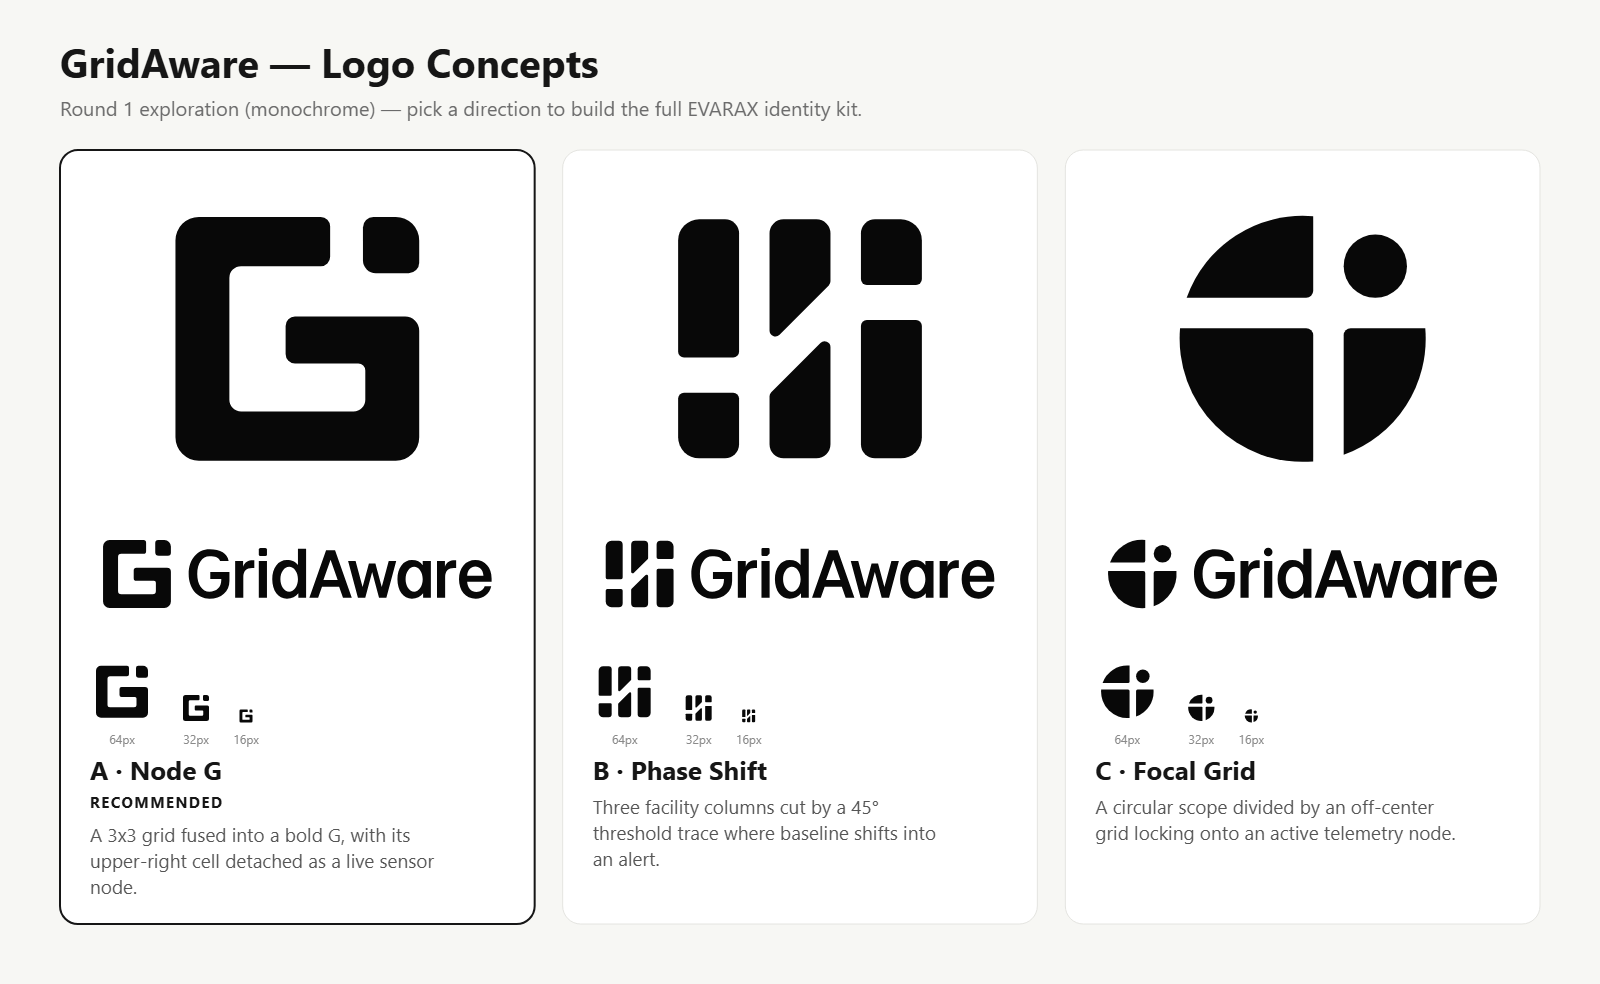 GridAware — Logo Concepts
Round 1 exploration (monochrome) — pick a direction to build the full EVARAX identity kit.
GridAware
64px 32px 16px
A · Node G
RECOMMENDED
A 3x3 grid fused into a bold G, with its
upper-right cell detached as a live sensor
node.
GridAware
64px 32px 16px
B · Phase Shift
Three facility columns cut by a 45°
threshold trace where baseline shifts into
an alert.
GridAware
64px 32px 16px
C · Focal Grid
A circular scope divided by an off-center
grid locking onto an active telemetry node.